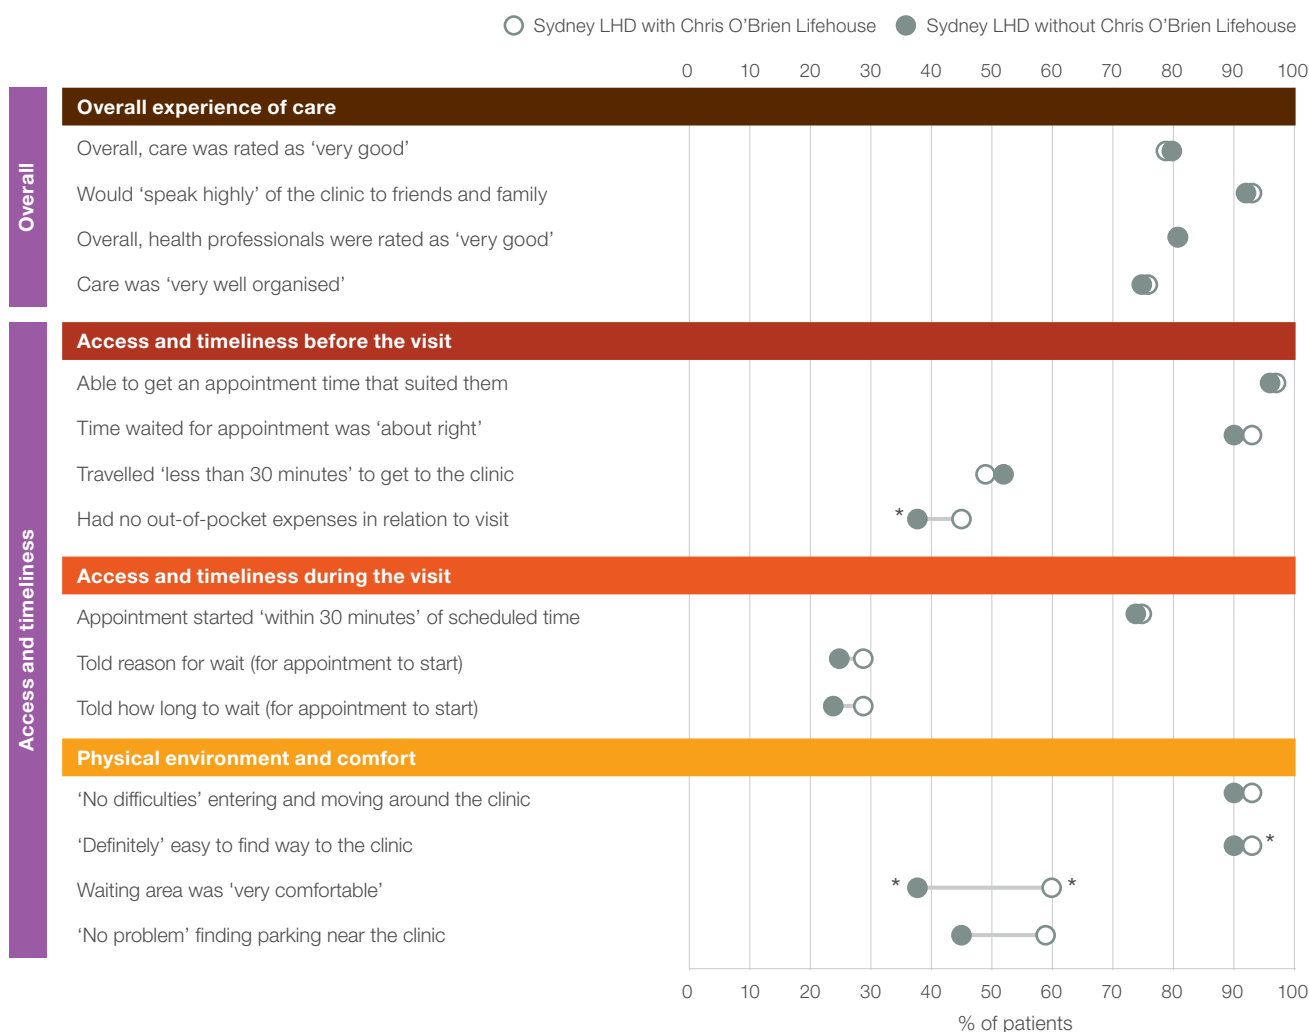 Sydney LHD with Chris O’Brien Lifehouse Sydney LHD without Chris O’Brien Lifehouse
0 10 20 30 40 50 60 70 80 90 100
Overall
Overall experience of care
Overall, care was rated as ‘very good’
Would ‘speak highly’ of the clinic to friends and family
Overall, health professionals were rated as ‘very good’
Care was ‘very well organised’
Access and timeliness
Access and timeliness before the visit
Able to get an appointment time that suited them
Time waited for appointment was ‘about right’
Travelled ‘less than 30 minutes’ to get to the clinic
Had no out-of-pocket expenses in relation to visit *
Access and timeliness during the visit
Appointment started ‘within 30 minutes’ of scheduled time
Told reason for wait (for appointment to start)
Told how long to wait (for appointment to start)
Physical environment and comfort
‘No difficulties’ entering and moving around the clinic
‘Definitely’ easy to find way to the clinic *
Waiting area was 'very comfortable’ * *
‘No problem’ finding parking near the clinic
0 10 20 30 40 50 60 70 80 90 100
% of patients